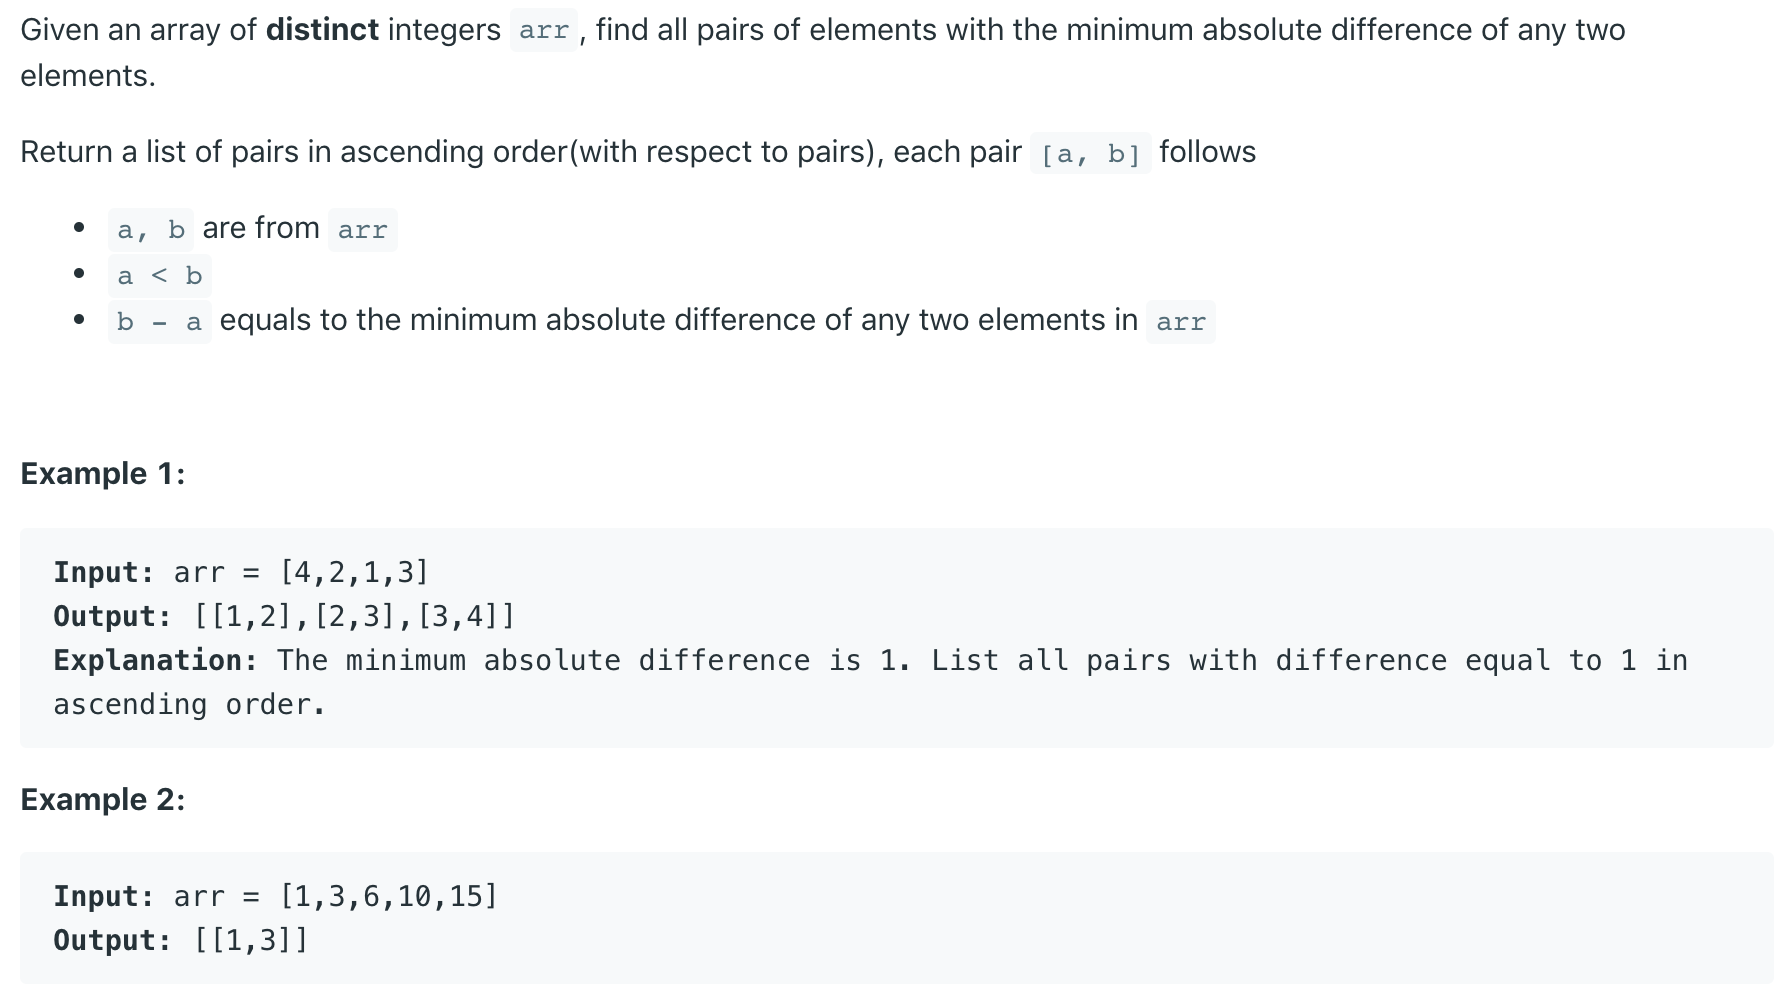 Given an array of distinct integers arr, find all pairs of elements with the minimum absolute difference of any two
elements.
Return a list of pairs in ascending order(with respect to pairs), each pair [a, b] follows
• a, b are from arr
• a < b
• b - a equals to the minimum absolute difference of any two elements in arr
Example 1:
Input: arr = [4,2,1,3]
Output: [[1,2],[2,3],[3,4]]
Explanation: The minimum absolute difference is 1. List all pairs with difference equal to 1 in
ascending order.
Example 2:
Input: arr = [1,3,6,10,15]
Output: [[1,3]]